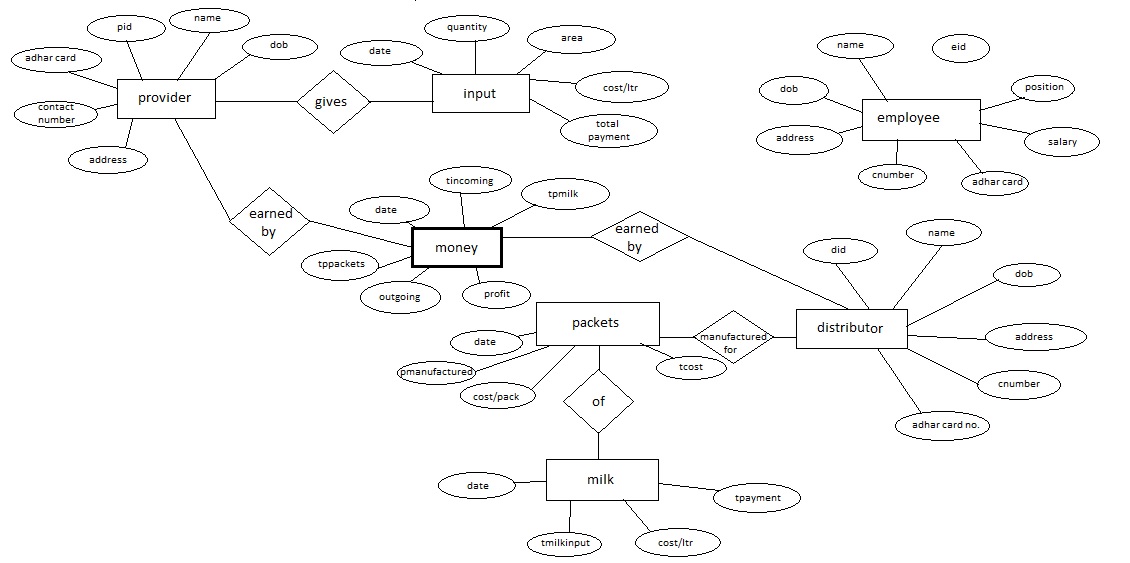 name
pid
quantity
area
name
eid
dob
date
adhar card
provider
gives
input
cost/ltr
dob
position
contact
number
employee
total
payment
address
salary
address
cnumber
adhar card
tincoming
tpmilk
date
earned
by
earned
by
name
did
money
tppackets
dob
outgoing
profit
packets
distributor
manufactured
for
address
date
tcost
pmanufactured
cost/pack
of
cnumber
adhar card no.
date
milk
tpayment
tmilkinput
cost/ltr